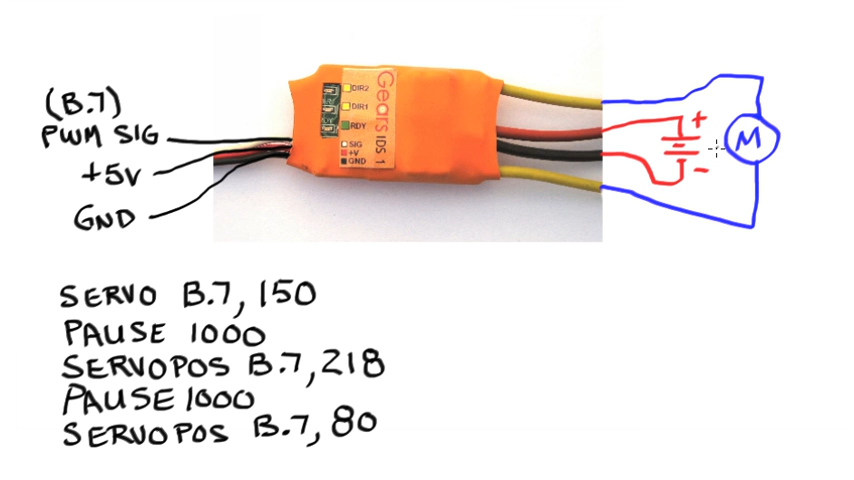 (B.7)
PWM SIG
+5V
GND
DIR2
DIR1
RDY
SIG
+V
GND
Gears IDS 1
+
-
M
SERVO B.7, 150
PAUSE 1000
SERVOPOS B.7, 218
PAUSE 1000
SERVOPOS B.7, 80